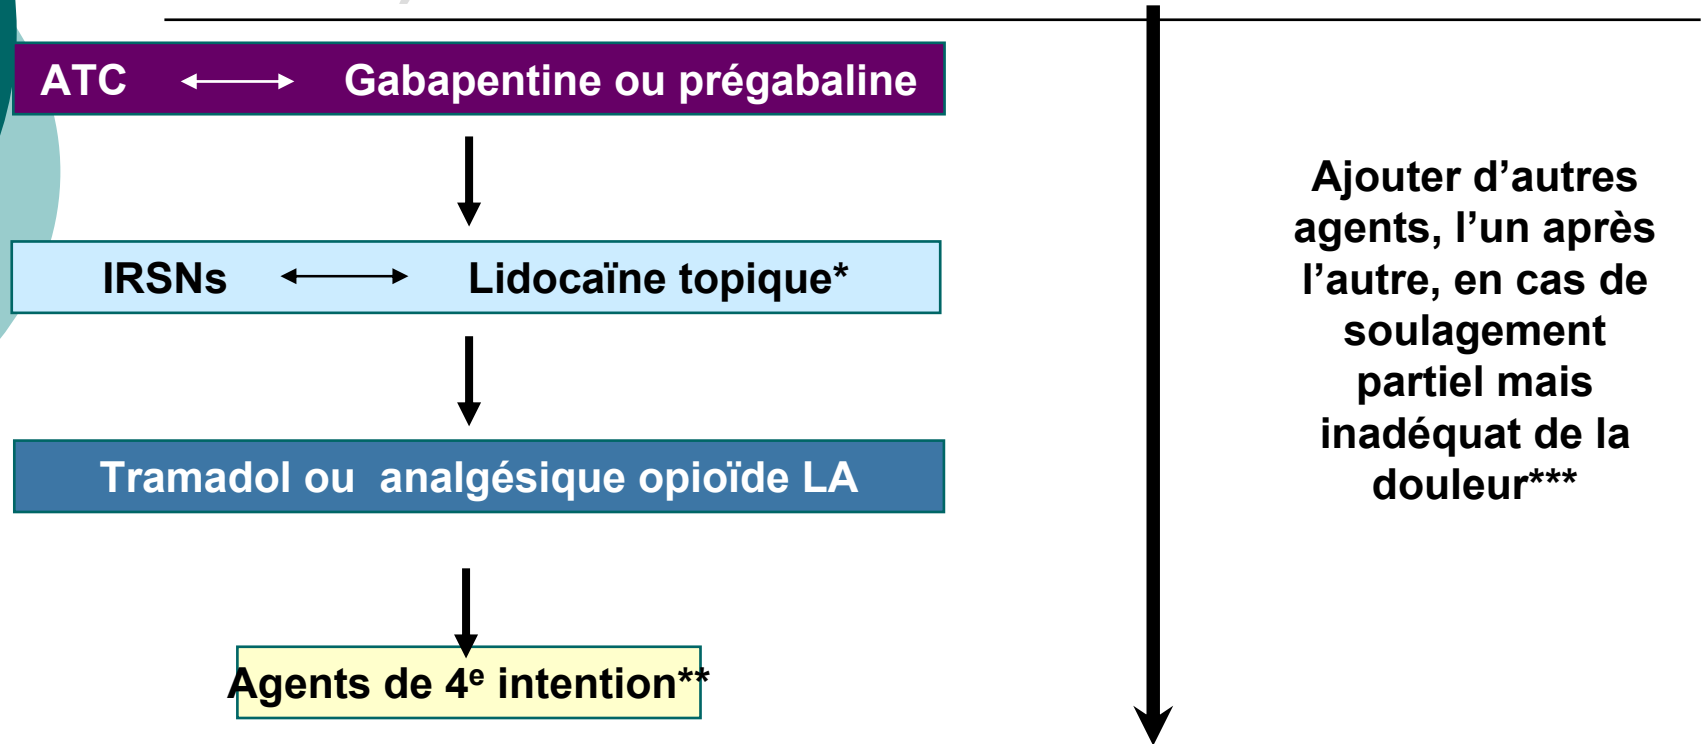 ATC Gabapentine ou prégabaline
IRSNs Lidocaïne topique*
Tramadol ou analgésique opioïde LA
Agents de 4e intention**
Ajouter d’autres
agents, l’un après
l’autre, en cas de
soulagement
partiel mais
inadéquat de la
douleur***